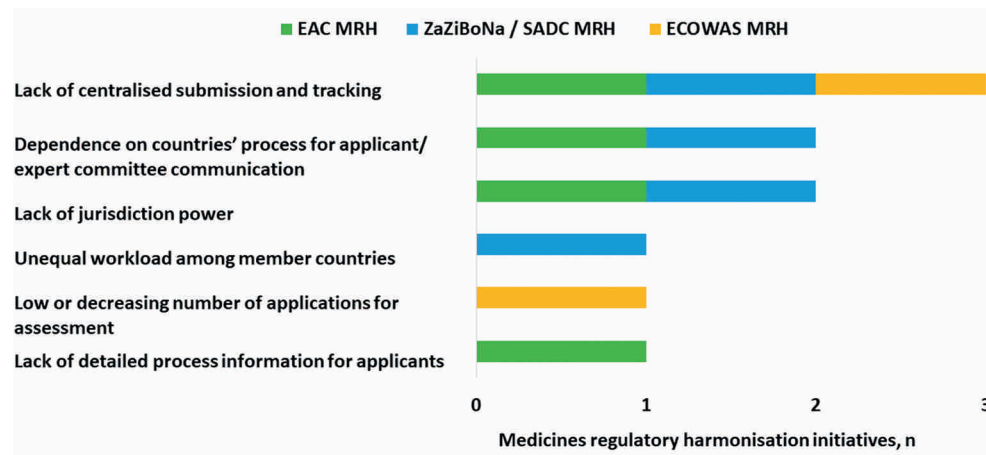 EAC MRH ZaZiBoNa / SADC MRH ECOWAS MRH
Lack of centralised submission and tracking
Dependence on countries' process for applicant/
expert committee communication
Lack of jurisdiction power
Unequal workload among member countries
Low or decreasing number of applications for
assessment
Lack of detailed process information for applicants
0 1 2 3
Medicines regulatory harmonisation initiatives, n